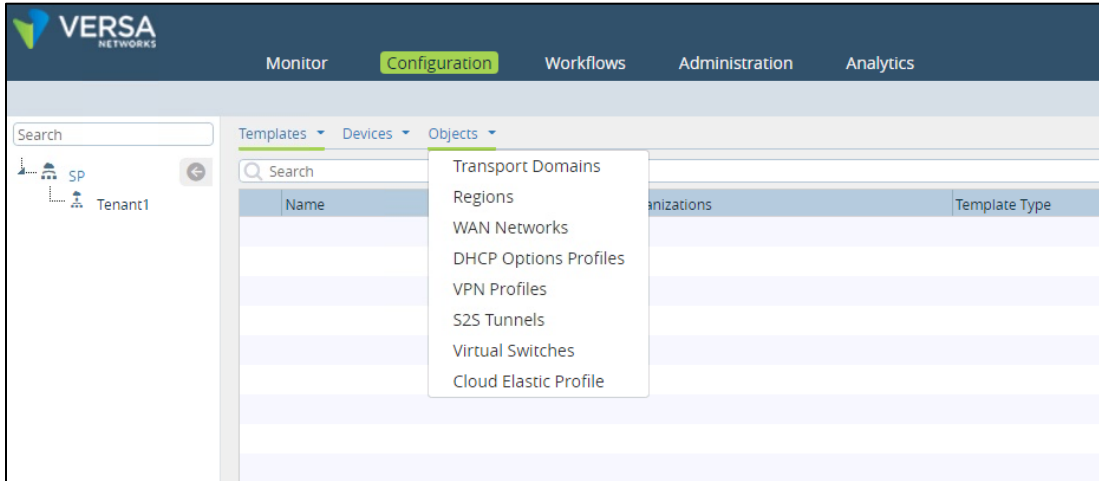 VERSA
NETWORKS
Monitor Configuration Workflows Administration Analytics
Search
Templates Devices Objects
SP
Tenant1
Search
Name anizations Template Type
Transport Domains
Regions
WAN Networks
DHCP Options Profiles
VPN Profiles
S2S Tunnels
Virtual Switches
Cloud Elastic Profile